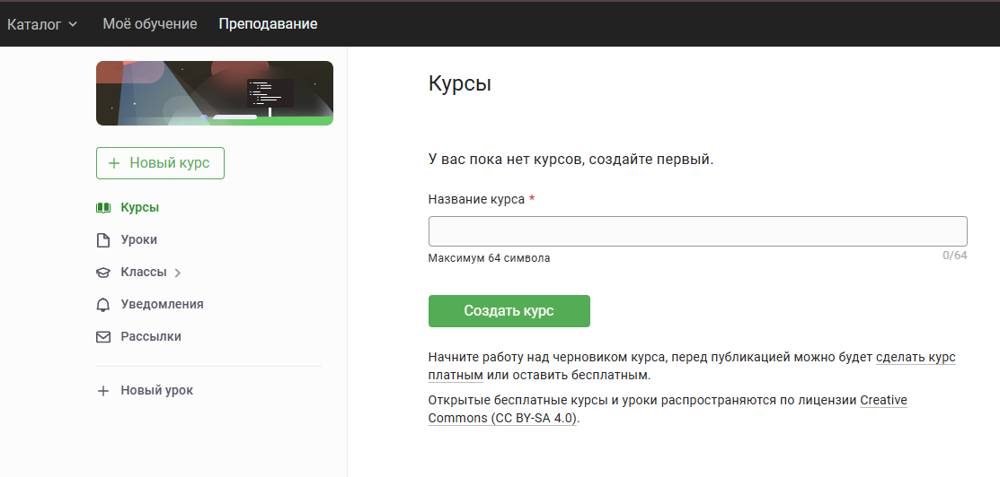 Каталог Моё обучение Преподавание
Новый курс
Курсы
Уроки
Классы
Уведомления
Рассылки
Новый урок
Курсы
У вас пока нет курсов, создайте первый.
Название курса *
Максимум 64 символа 0/64
Создать курс
Начните работу над черновиком курса, перед публикацией можно будет сделать курс
платным или оставить бесплатным.
Открытые бесплатные курсы и уроки распространяются по лицензии Creative
Commons (CC BY-SA 4.0).